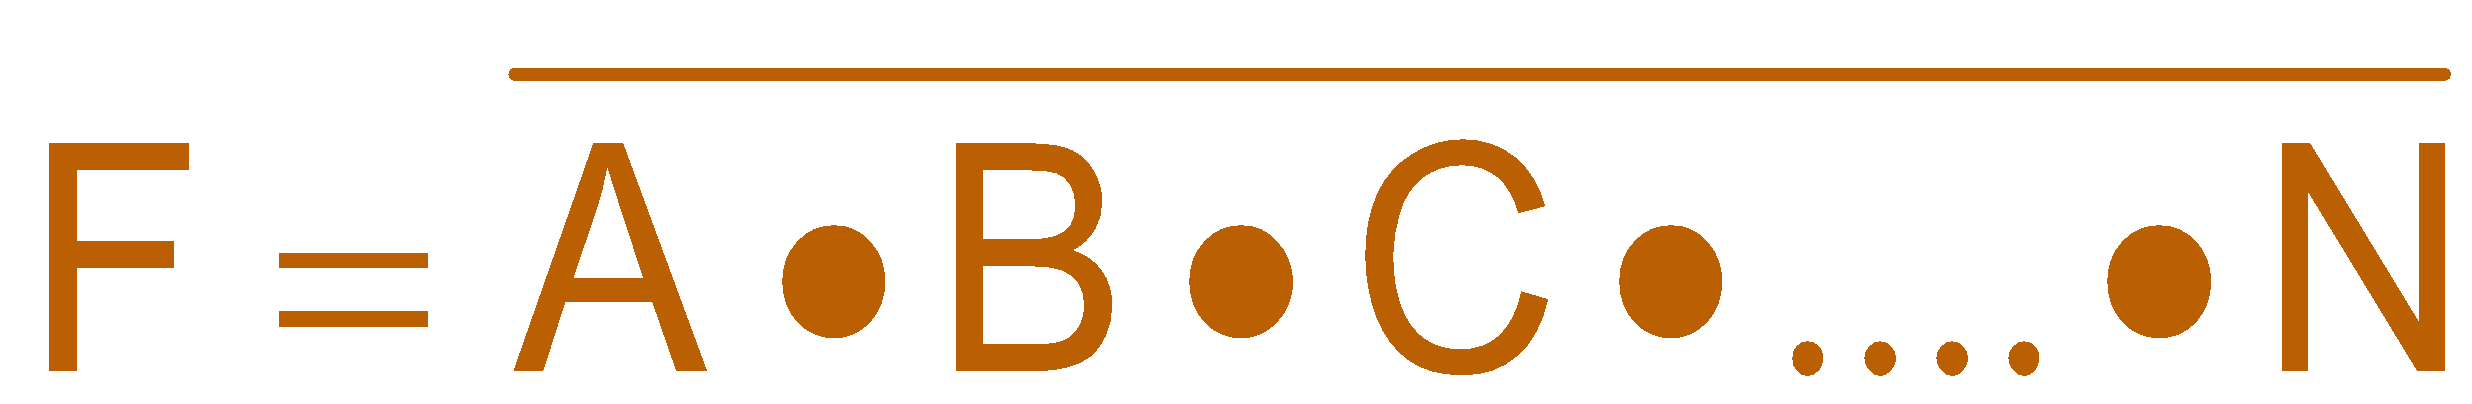 F = A•B•C•....•N